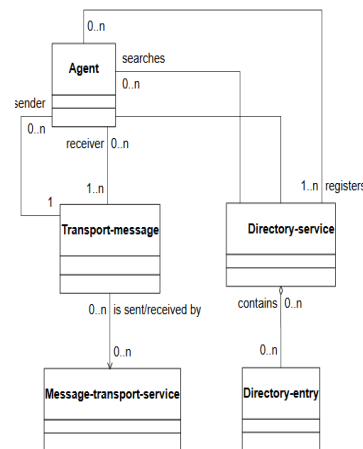 0..n
Agent
searches
0..n
sender
0..n
receiver
0..n
1
1..n
1..n
registers
Transport-message
Directory-service
contains
0..n
0..n
is sent/received by
0..n
0..n
Message-transport-service
Directory-entry